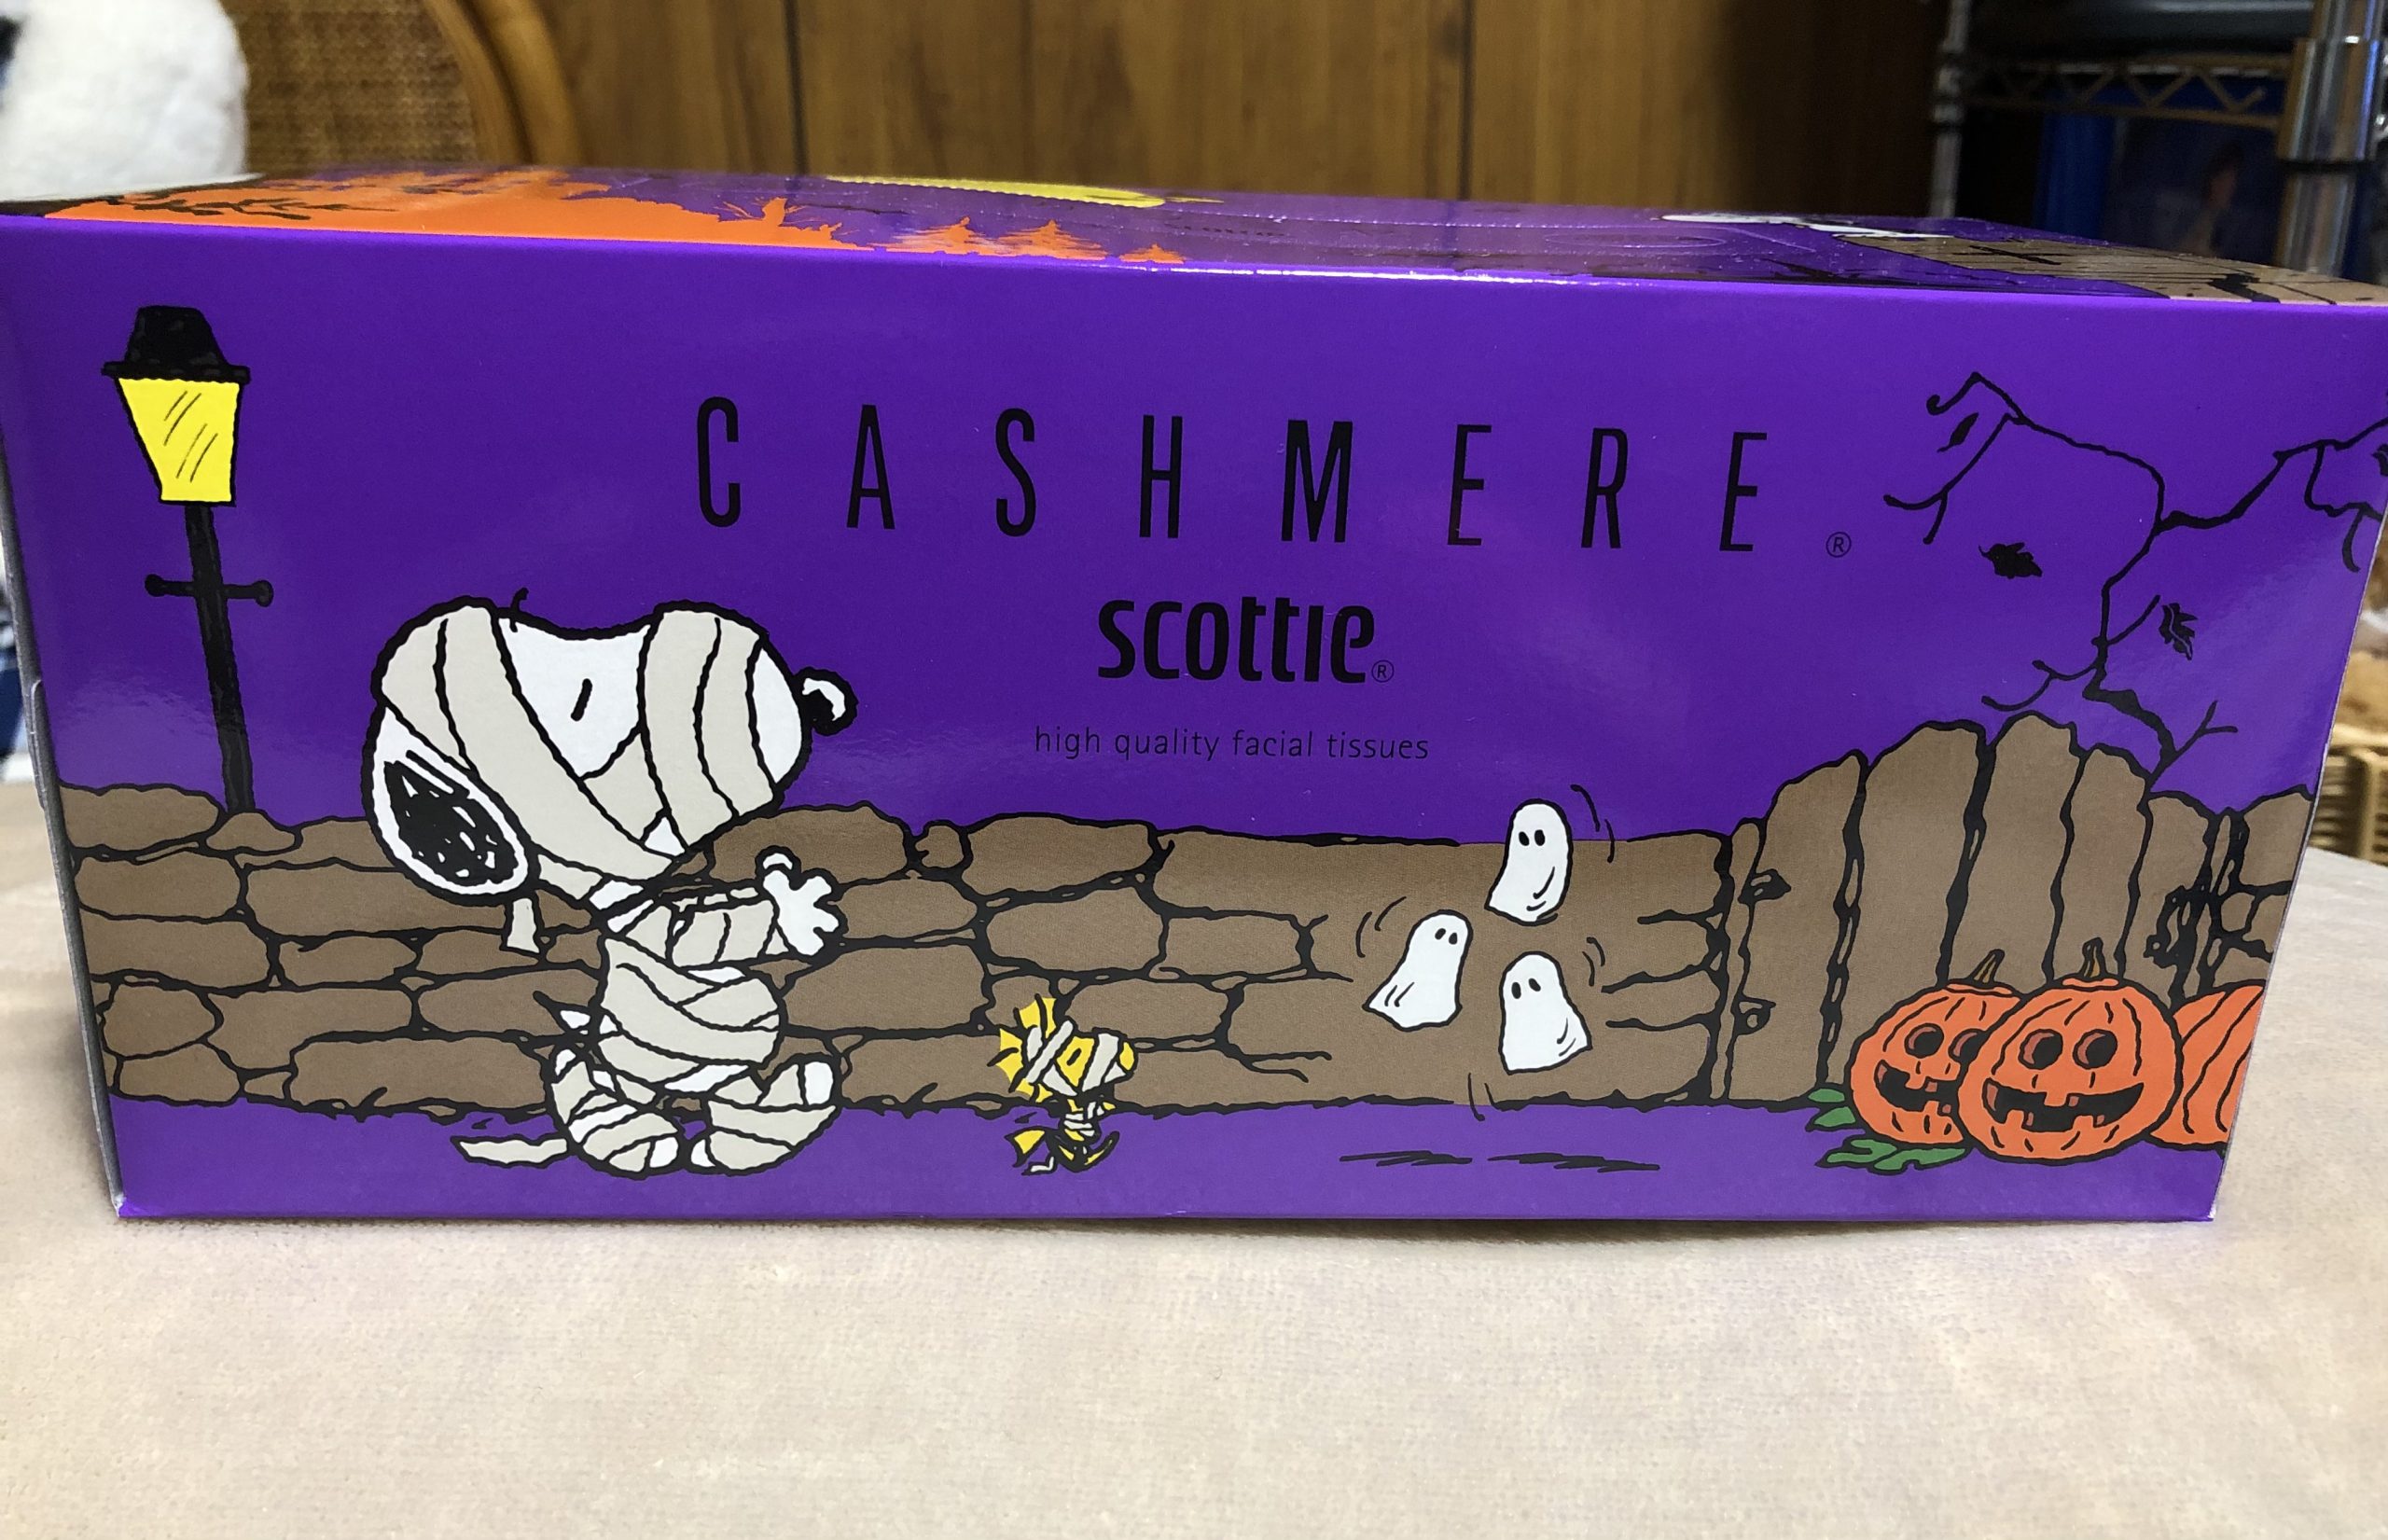 CASHMERE®
scottie®
high quality facial tissues